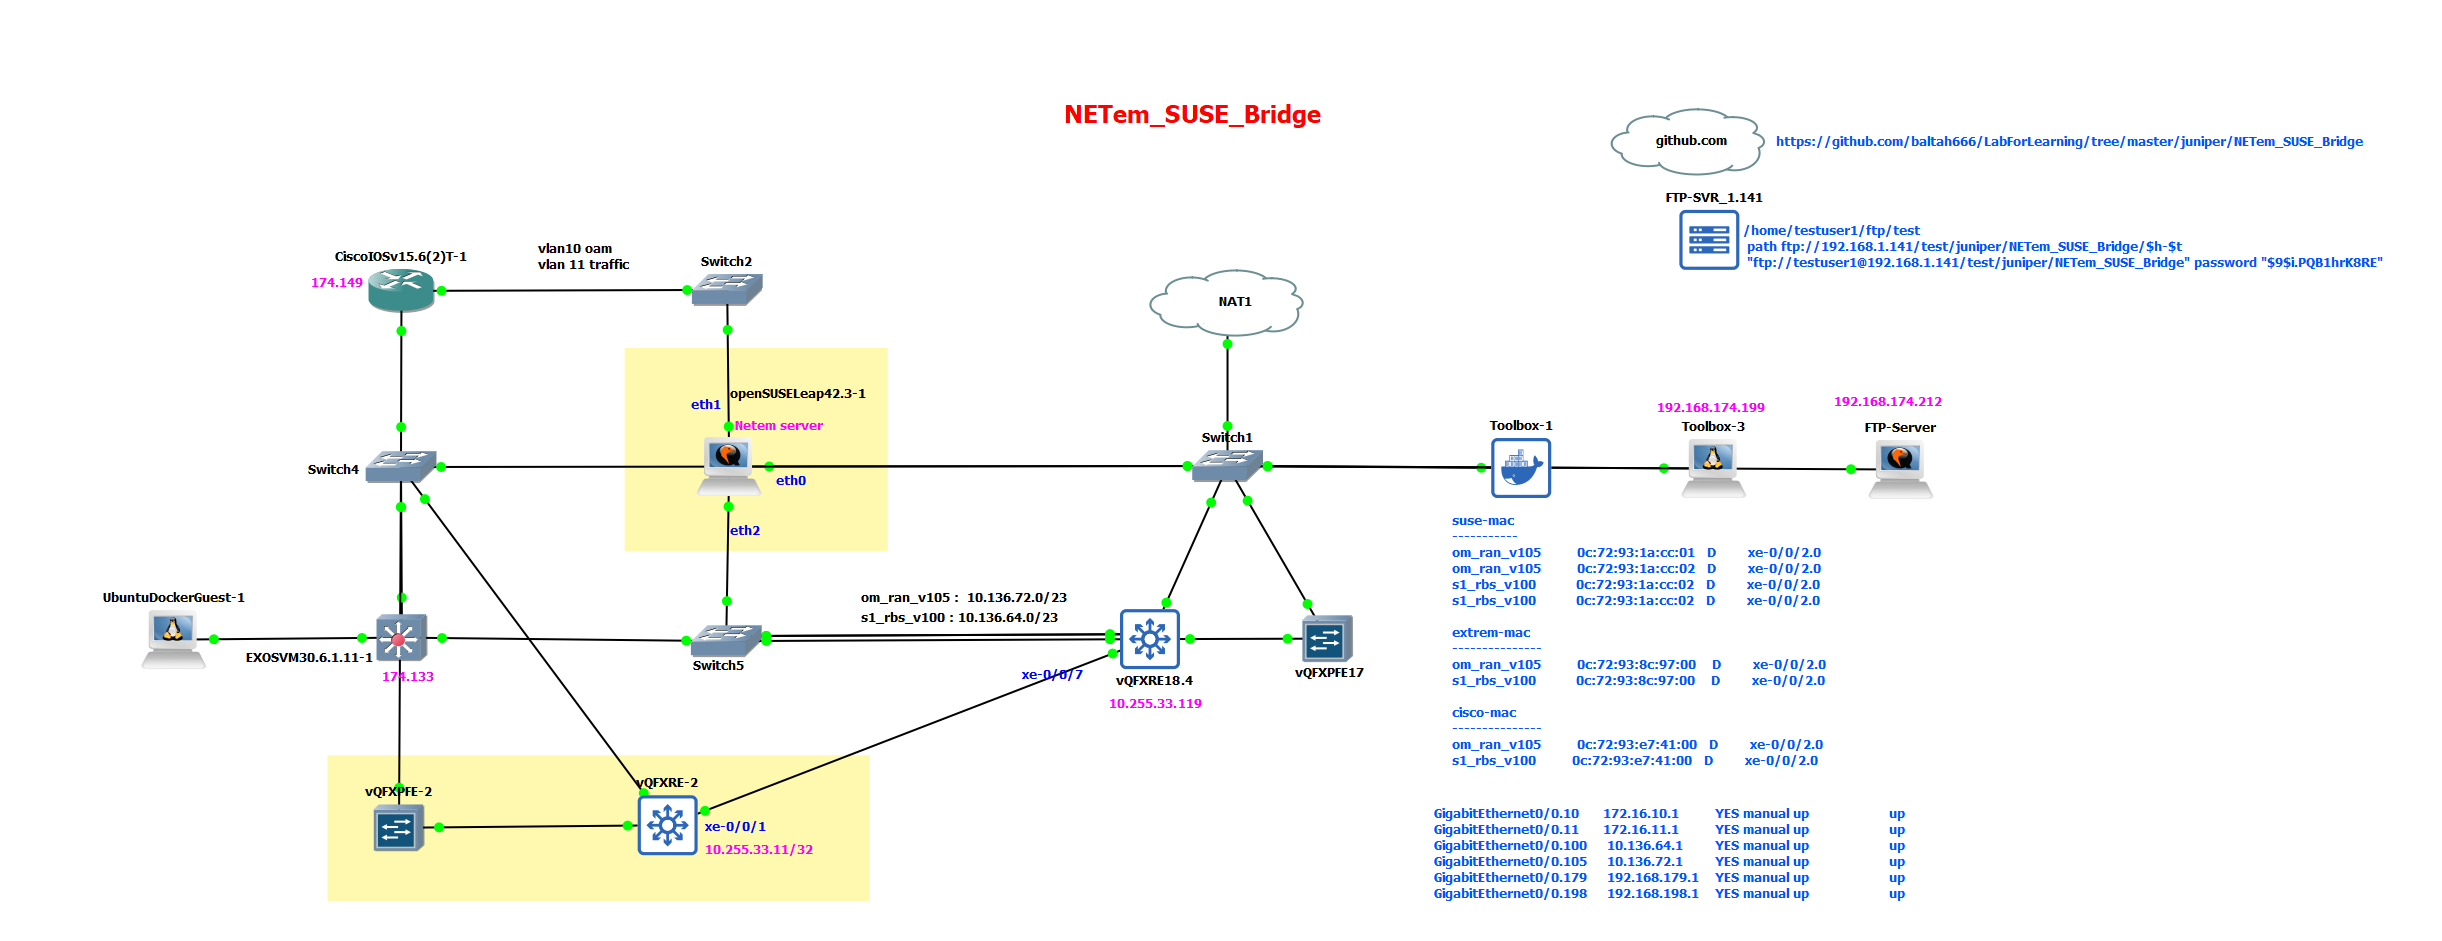 NETem_SUSE_Bridge
github.com
https://github.com/baltah666/LabForLearning/tree/master/juniper/NETem_SUSE_Bridge
FTP-SVR_1.141
/home/testuser1/ftp/test
path ftp://192.168.1.141/test/juniper/NETem_SUSE_Bridge/$h-$t
"ftp://testuser1@192.168.1.141/test/juniper/NETem_SUSE_Bridge" password "$9$i.PQB1hrK8RE"
CiscoIOSv15.6(2)T-1
174.149
vlan10 oam
vlan 11 traffic
Switch2
NAT1
openSUSELeap42.3-1
eth1
Netem server
eth0
eth2
Switch4
Switch1
Toolbox-1
192.168.174.199
Toolbox-3
192.168.174.212
FTP-Server
UbuntuDockerGuest-1
EXOSVM30.6.1.11-1
174.133
Switch5
om_ran_v105 : 10.136.72.0/23
s1_rbs_v100 : 10.136.64.0/23
xe-0/0/7
vQFXRE18.4
10.255.33.119
vQFXPFE17
vQFXPFE-2
vQFXRE-2
xe-0/0/1
10.255.33.11/32
suse-mac
-----------
om_ran_v105 0c:72:93:1a:cc:01 D xe-0/0/2.0
om_ran_v105 0c:72:93:1a:cc:02 D xe-0/0/2.0
s1_rbs_v100 0c:72:93:1a:cc:02 D xe-0/0/2.0
s1_rbs_v100 0c:72:93:1a:cc:02 D xe-0/0/2.0
extrem-mac
---------------
om_ran_v105 0c:72:93:8c:97:00 D xe-0/0/2.0
s1_rbs_v100 0c:72:93:8c:97:00 D xe-0/0/2.0
cisco-mac
---------------
om_ran_v105 0c:72:93:e7:41:00 D xe-0/0/2.0
s1_rbs_v100 0c:72:93:e7:41:00 D xe-0/0/2.0
GigabitEthernet0/0.10 172.16.10.1 YES manual up up
GigabitEthernet0/0.11 172.16.11.1 YES manual up up
GigabitEthernet0/0.100 10.136.64.1 YES manual up up
GigabitEthernet0/0.105 10.136.72.1 YES manual up up
GigabitEthernet0/0.179 192.168.179.1 YES manual up up
GigabitEthernet0/0.198 192.168.198.1 YES manual up up